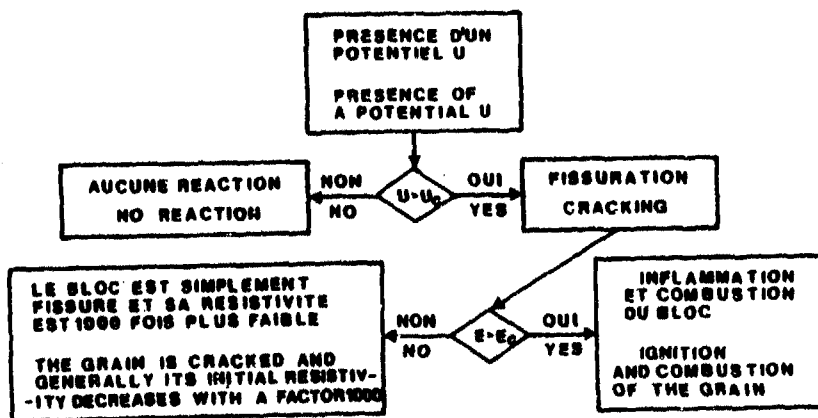 PRESENCE D'UN
POTENTIEL U
PRESENCE OF
A POTENTIAL U
AUCUNE REACTION
NO REACTION
NON
NO
U>U₀
OUI
YES
FISSURATION
CRACKING
LE BLOC EST SIMPLEMENT
FISSURE ET SA RESISTIVITE
EST 1000 FOIS PLUS FAIBLE
THE GRAIN IS CRACKED AND
GENERALLY ITS INITIAL RESISTIV-
-ITY DECREASES WITH A FACTOR 1000
NON
NO
E>E₀
OUI
YES
INFLAMMATION
ET COMBUSTION
DU BLOC
IGNITION
AND COMBUSTION
OF THE GRAIN